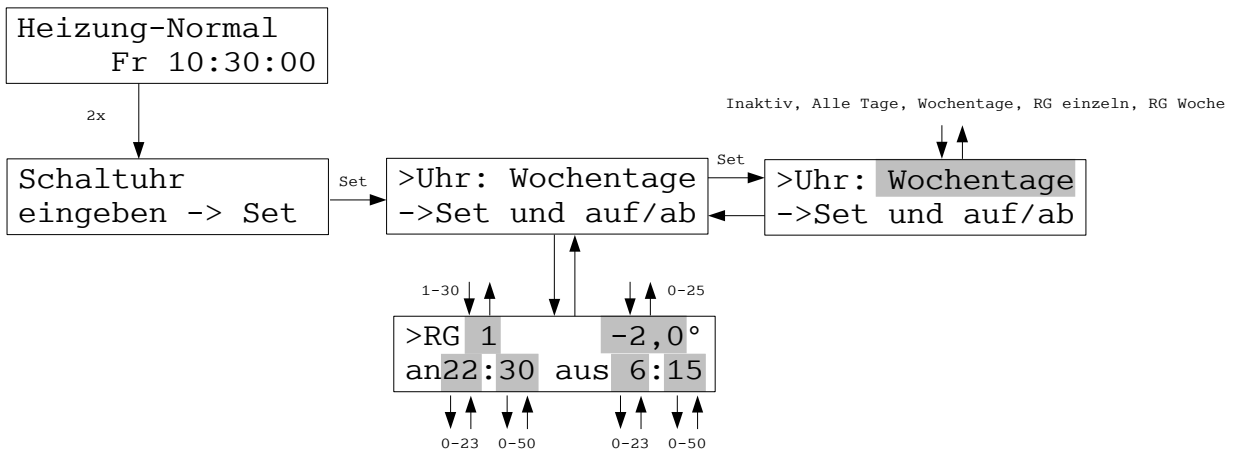 Heizung-Normal
Fr 10:30:00
2x
Inaktiv, Alle Tage, Wochentage, RG einzeln, RG Woche
Schaltuhr
eingeben -> Set
Set
>Uhr: Wochentage
->Set und auf/ab
Set
>Uhr: Wochentage
->Set und auf/ab
1-30
0-25
>RG 1 -2,0°
an22:30 aus 6:15
0-23 0-50 0-23 0-50